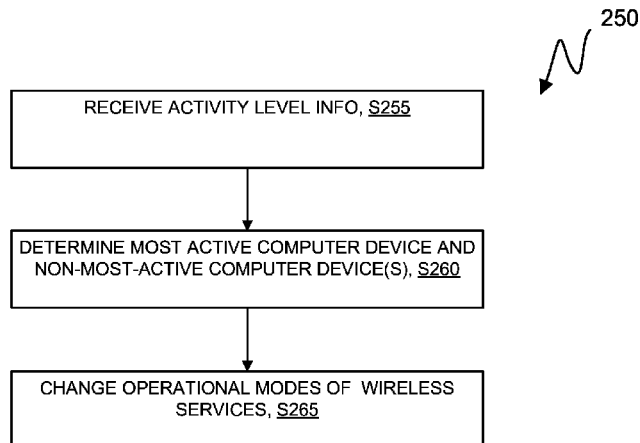 250
RECEIVE ACTIVITY LEVEL INFO, S255
DETERMINE MOST ACTIVE COMPUTER DEVICE AND
NON-MOST-ACTIVE COMPUTER DEVICE(S), S260
CHANGE OPERATIONAL MODES OF WIRELESS
SERVICES, S265